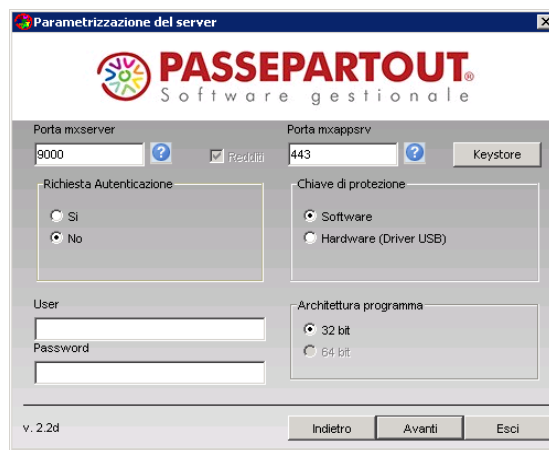 Parametrizzazione del server
PASSEPARTOUT®
Software gestionale
Porta mxserver
Porta mxappsrv
9000
?
Redditi
443
?
Keystore
Richiesta Autenticazione
Chiave di protezione
Si
No
Software
Hardware (Driver USB)
User
Password
Architettura programma
32 bit
64 bit
v. 2.2d
Indietro
Avanti
Esci